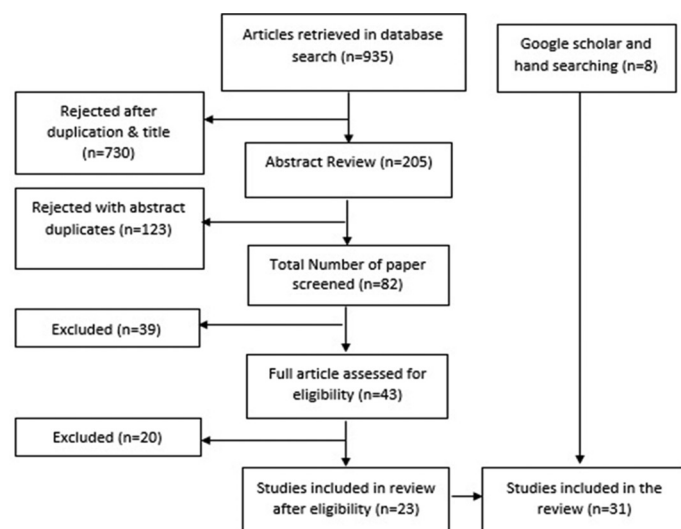 Articles retrieved in database
search (n=935)
Google scholar and
hand searching (n=8)
Rejected after
duplication & title
(n=730)
Abstract Review (n=205)
Rejected with abstract
duplicates (n=123)
Total Number of paper
screened (n=82)
Excluded (n=39)
Full article assessed for
eligibility (n=43)
Excluded (n=20)
Studies included in review
after eligibility (n=23)
Studies included in the
review (n=31)